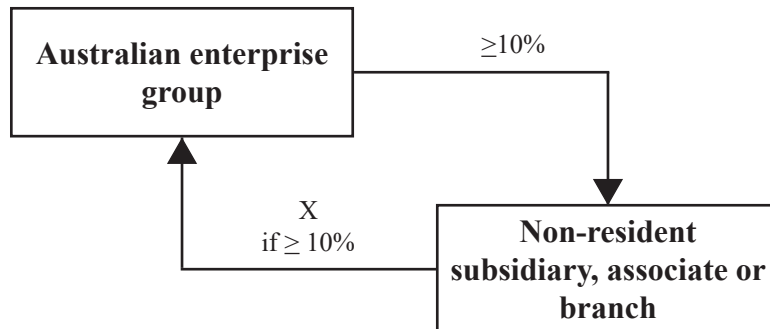 Australian enterprise
group
≥10%
X
if ≥ 10%
Non-resident
subsidiary, associate or
branch